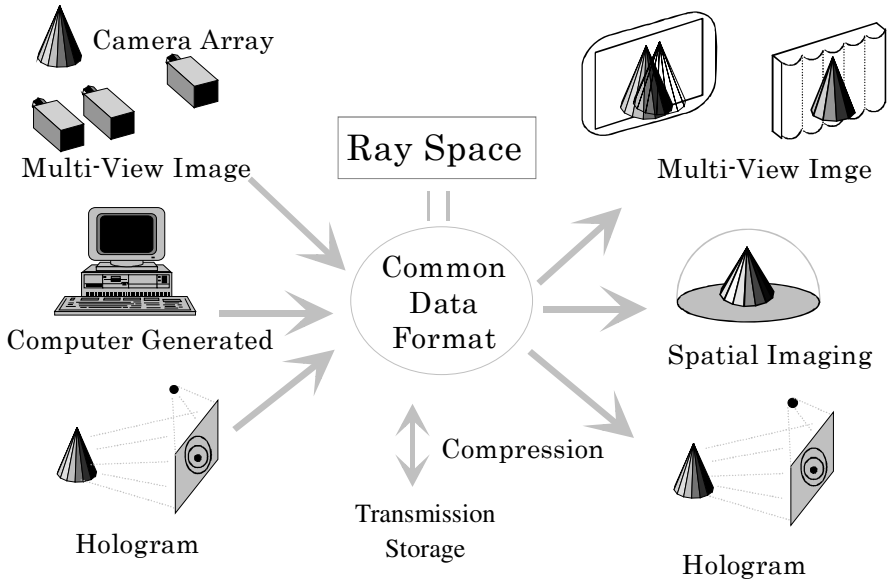 Camera Array
Multi-View Image
Computer Generated
Hologram
Ray Space
Common
Data
Format
Compression
Transmission
Storage
Multi-View Imge
Spatial Imaging
Hologram